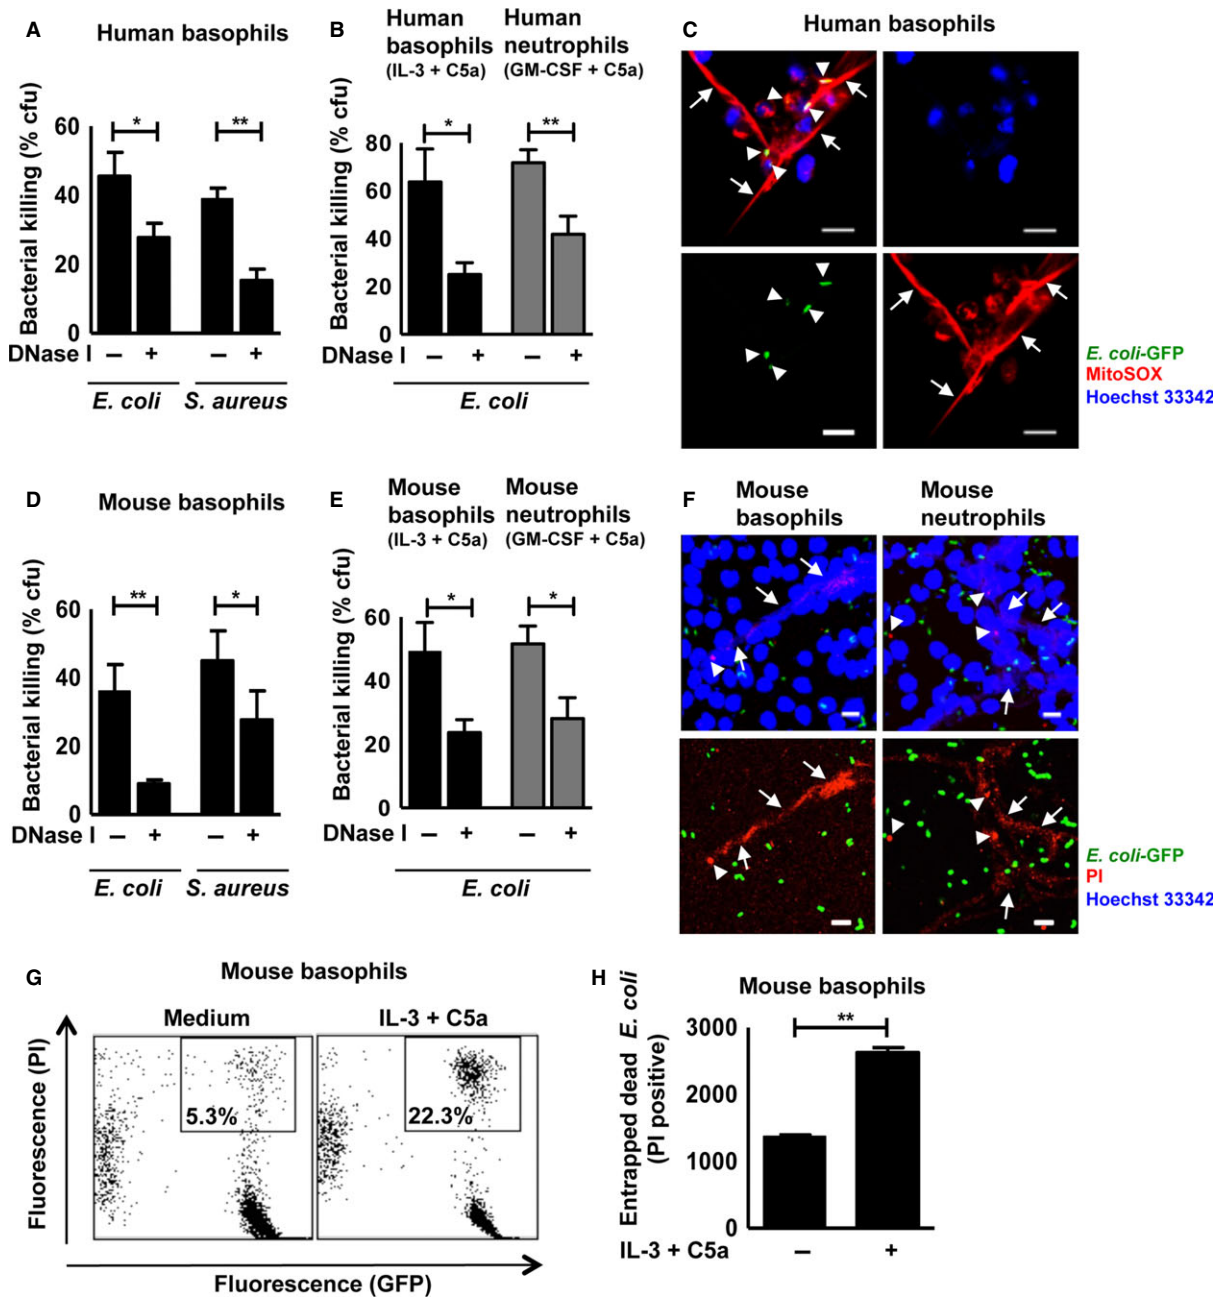 A
Human basophils
Bacterial killing (% cfu)
60
40
20
0
*
**
DNase I – + – +
E. coli
S. aureus
B
Human basophils (IL-3 + C5a)
Human neutrophils (GM-CSF + C5a)
Bacterial killing (% cfu)
80
60
40
20
0
*
**
DNase I – + – +
E. coli
C
Human basophils
E. coli-GFP
MitoSOX
Hoechst 33342
D
Mouse basophils
Bacterial killing (% cfu)
60
40
20
0
**
*
DNase I – + – +
E. coli
S. aureus
E
Mouse basophils (IL-3 + C5a)
Mouse neutrophils (GM-CSF + C5a)
Bacterial killing (% cfu)
60
40
20
0
*
*
DNase I – + – +
E. coli
F
Mouse basophils
Mouse neutrophils
E. coli-GFP
PI
Hoechst 33342
G
Mouse basophils
Medium
IL-3 + C5a
Fluorescence (PI)
5.3%
22.3%
Fluorescence (GFP)
H
Mouse basophils
Entrapped dead E. coli
(PI positive)
3000
2000
1000
0
**
IL-3 + C5a – +